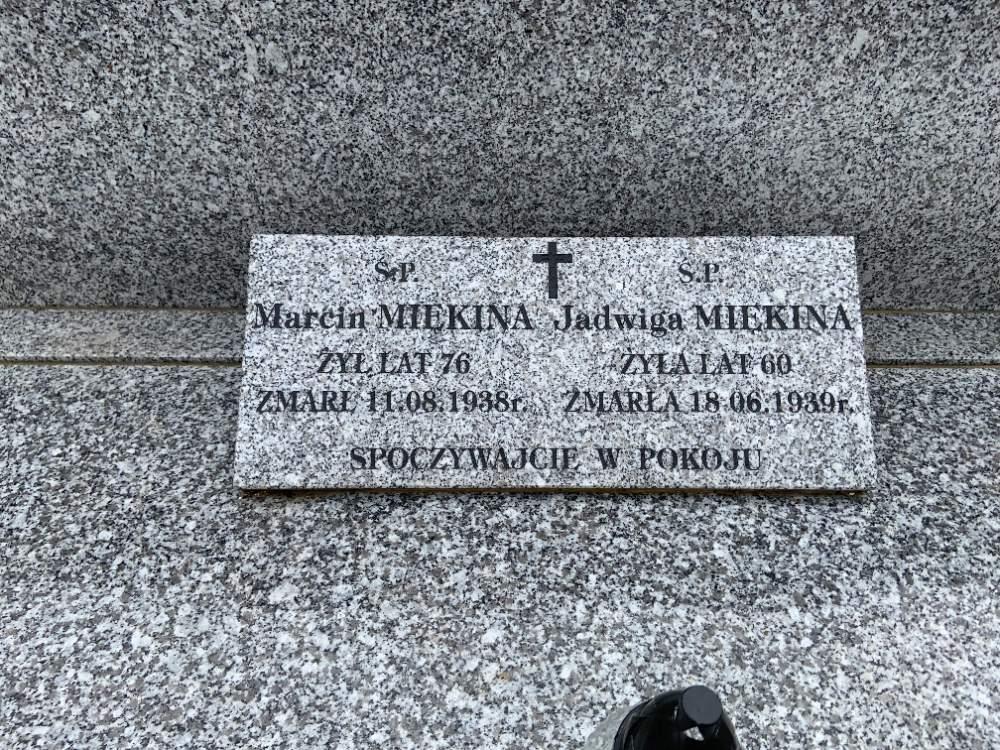 Ś.P. Ś.P.
Marcin MIĘKINA Jadwiga MIĘKINA
ŻYŁ LAT 76 ŻYŁA LAT 60
ZMARŁ 11.08.1938r. ZMARŁA 18.06.1939r.
SPOCZYWAJCIE W POKOJU